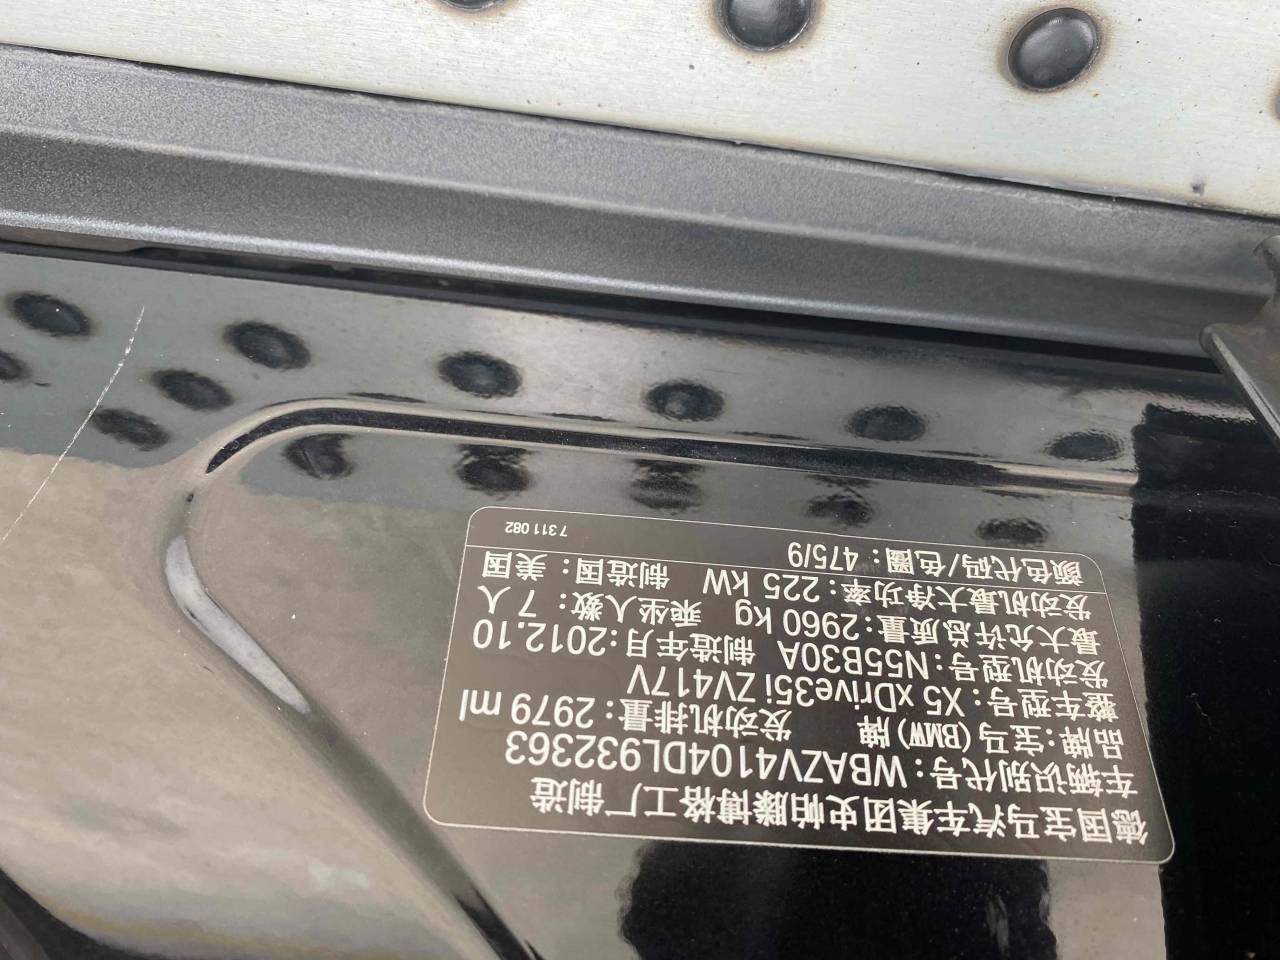 德国宝马汽车集团史帕滕博格工厂制造
车辆识别代号：WBAZV4104DL932363
品牌：宝马(BMW)牌 发动机排量：2979 ml
整车型号：X5 xDrive35i ZV417V
发动机型号：N55B30A 制造年月：2012.10
最大允许总质量：2960 kg 乘坐人数：7 人
发动机最大净功率：225 kW 制造国：美国
颜色代码/色圈：475/9
7 311 082